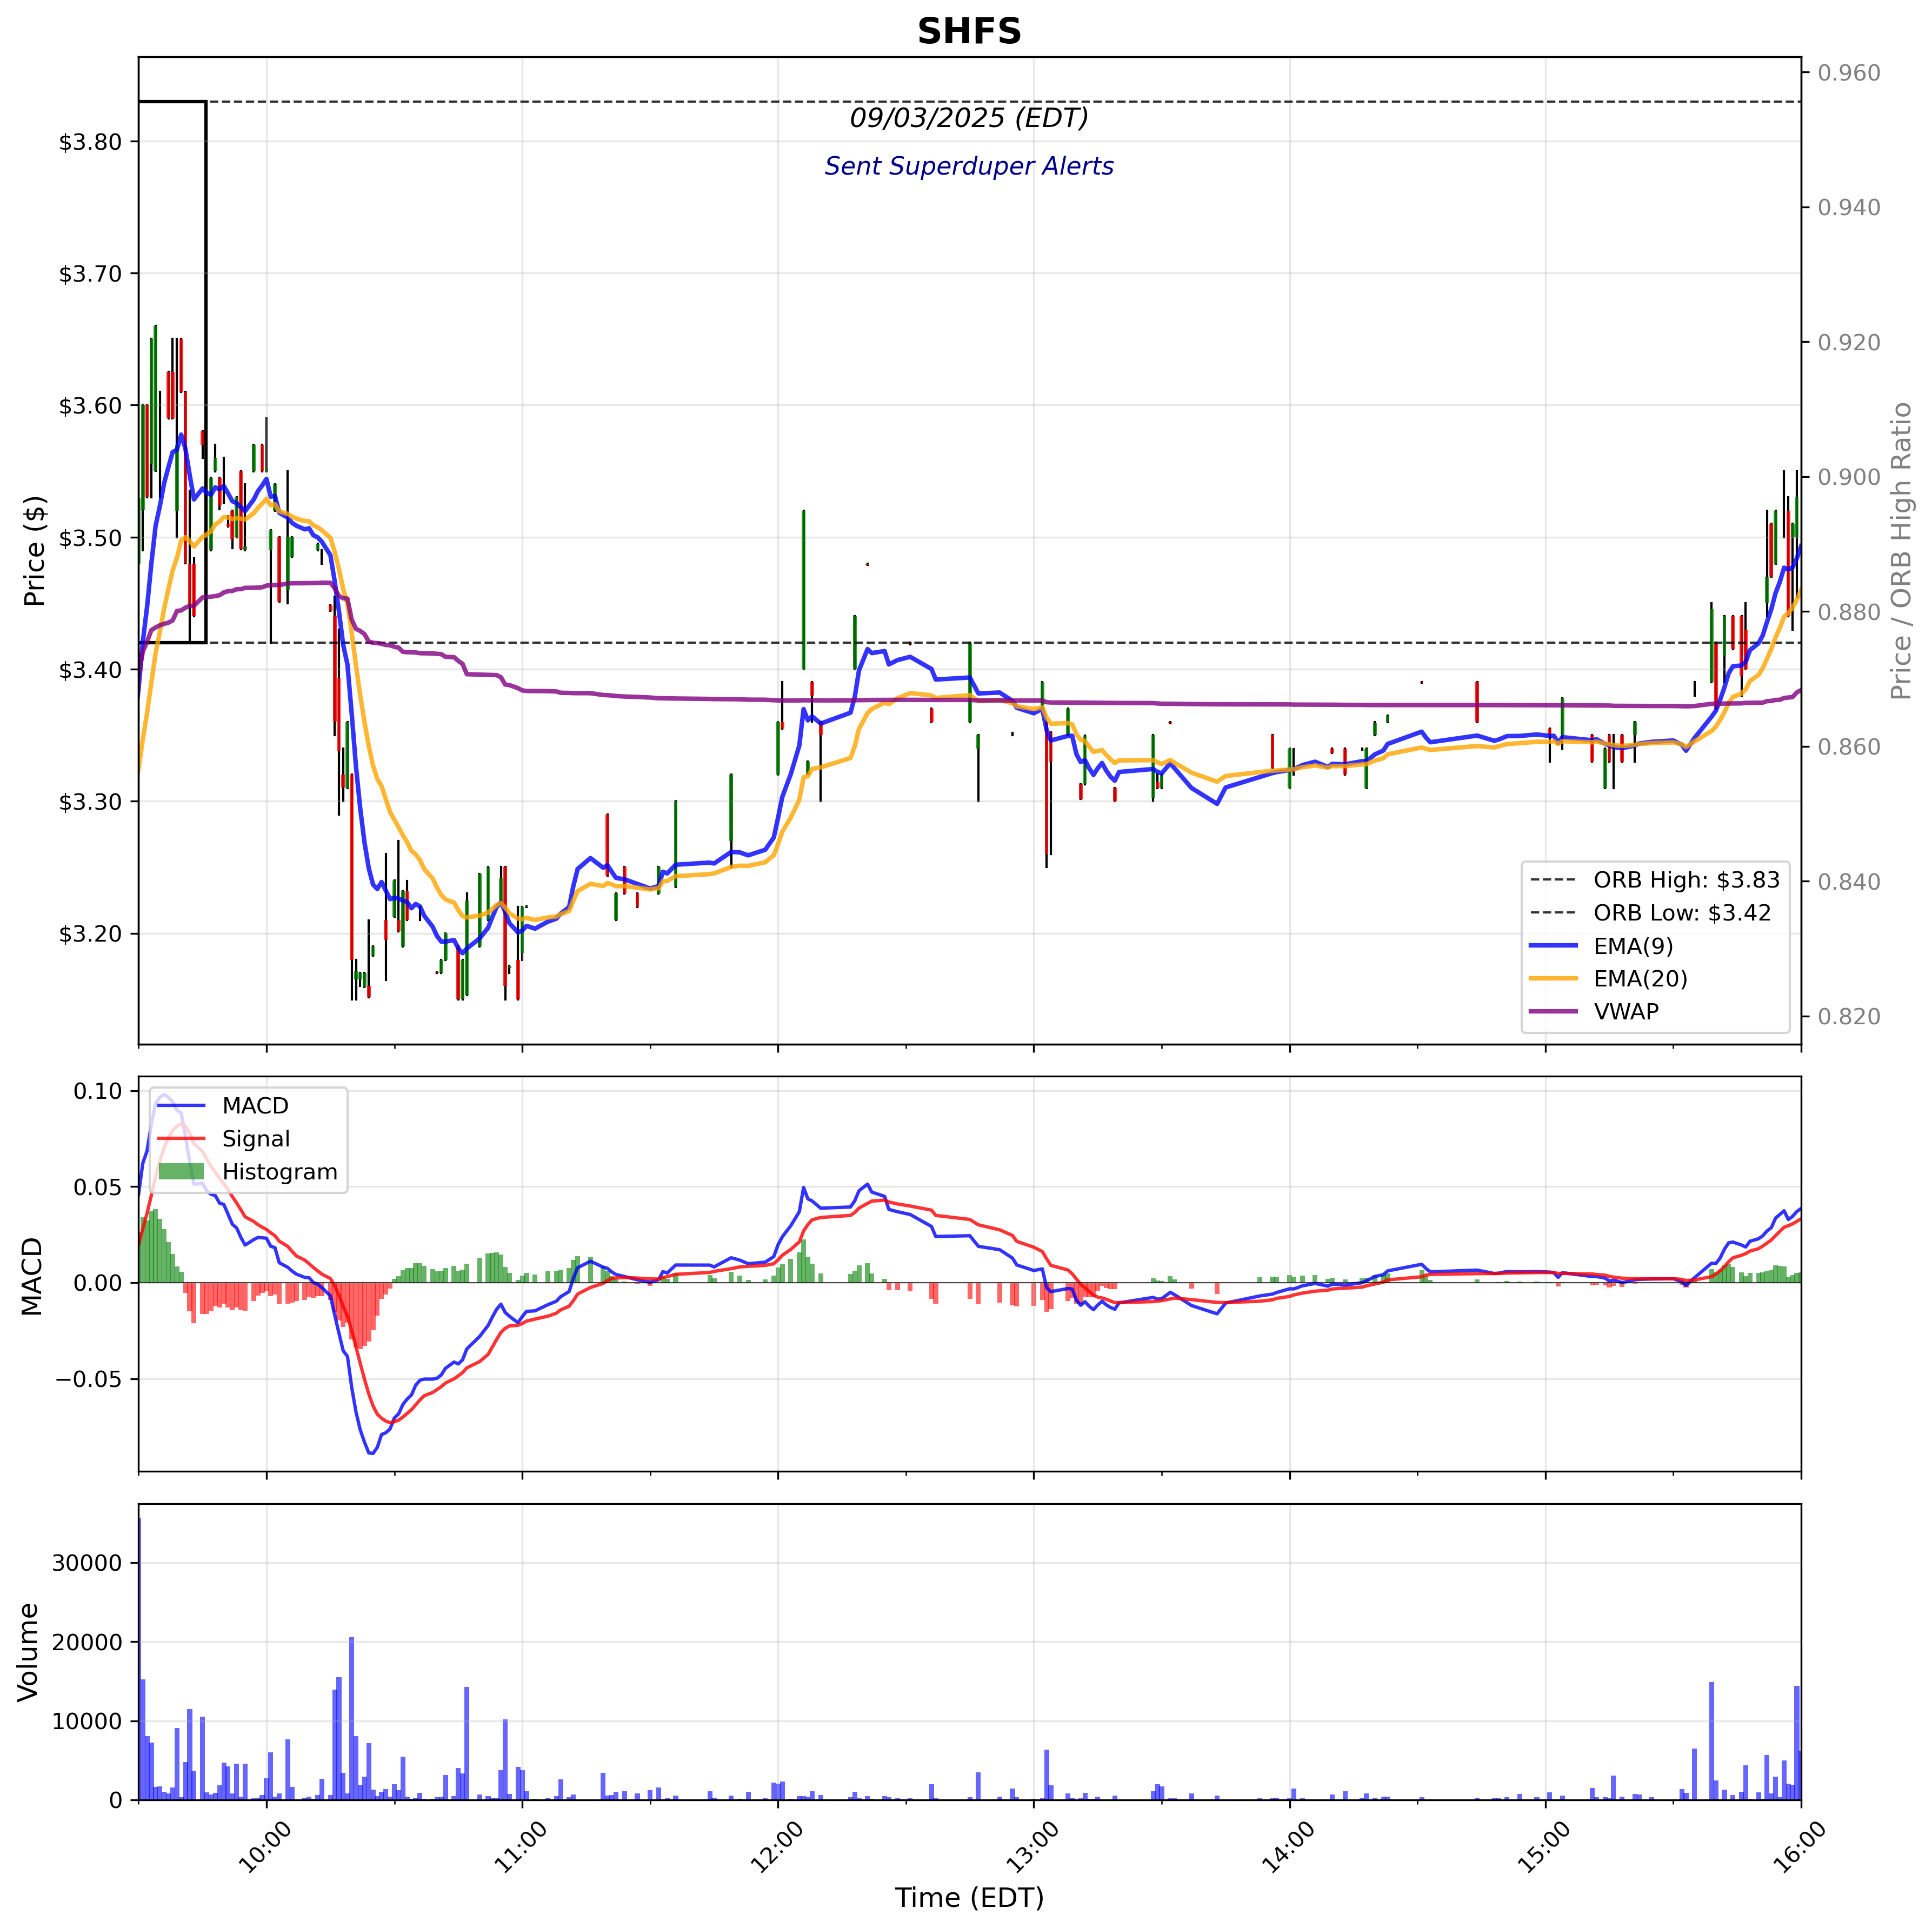 SHFS
09/03/2025 (EDT)
Sent Superduper Alerts
Price ($)
$3.80
$3.70
$3.60
$3.50
$3.40
$3.30
$3.20
0.960
0.940
0.920
0.900
0.880
0.860
0.840
0.820
Price / ORB High Ratio
ORB High: $3.83
ORB Low: $3.42
EMA(9)
EMA(20)
VWAP
MACD
0.10
0.05
0.00
−0.05
MACD
Signal
Histogram
Volume
30000
20000
10000
0
10:00
11:00
12:00
13:00
14:00
15:00
16:00
Time (EDT)